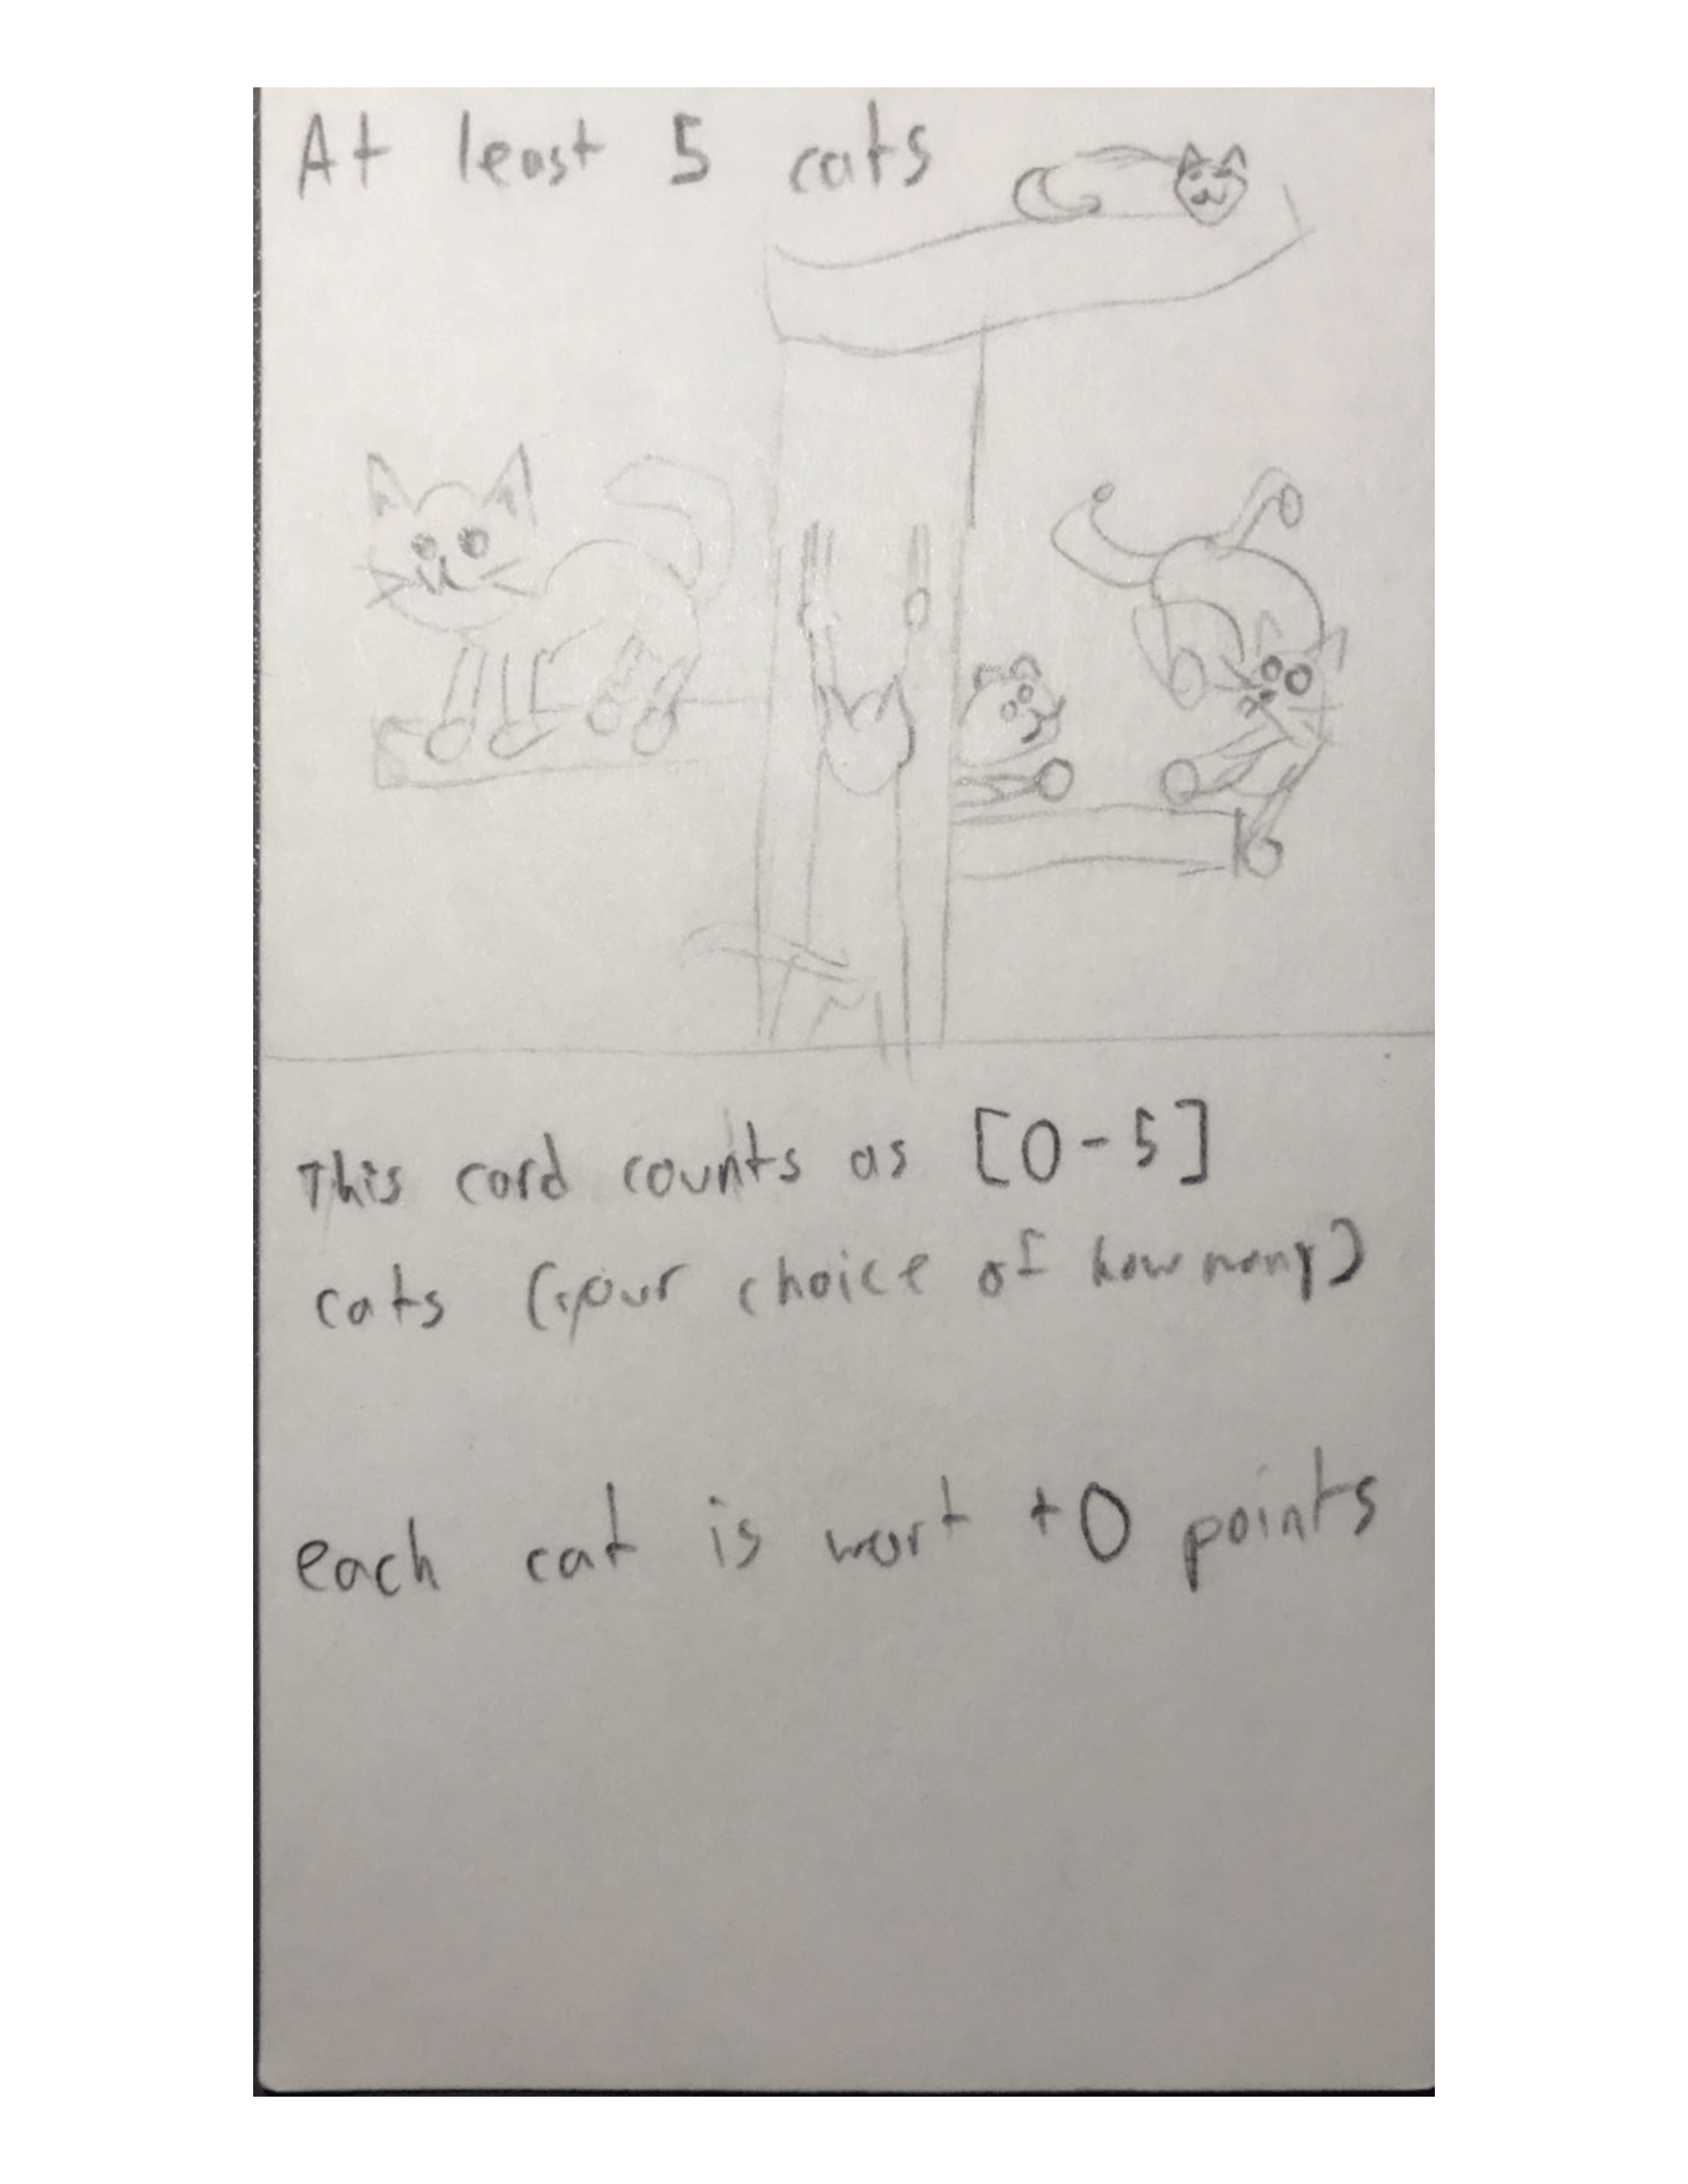 At least 5 cats
This card counts as [0-5]
cats (your choice of how many)
each cat is wort +0 points